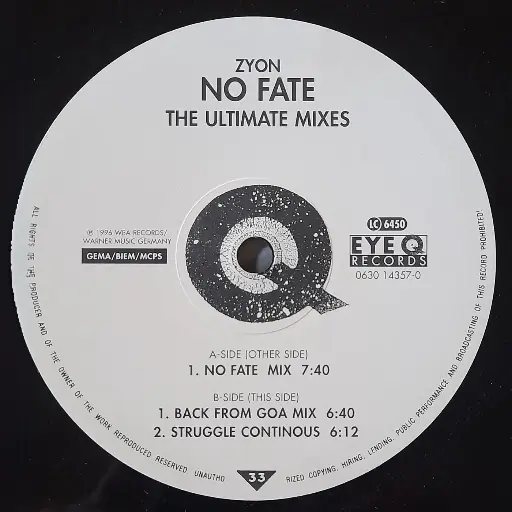 ZYON
NO FATE
THE ULTIMATE MIXES
℗ 1996 WEA RECORDS/
WARNER MUSIC GERMANY
GEMA/BIEM/MCPS
LC 6450
EYE Q
RECORDS
0630 14357-0
A-SIDE (OTHER SIDE)
1. NO FATE MIX 7:40
B-SIDE (THIS SIDE)
1. BACK FROM GOA MIX 6:40
2. STRUGGLE CONTINOUS 6:12
33
ALL RIGHTS OF THE PRODUCER AND OF THE OWNER OF THE WORK REPRODUCED RESERVED. UNAUTHO
RIZED COPYING, HIRING, LENDING, PUBLIC PERFORMANCE AND BROADCASTING OF THIS RECORD PROHIBITED!